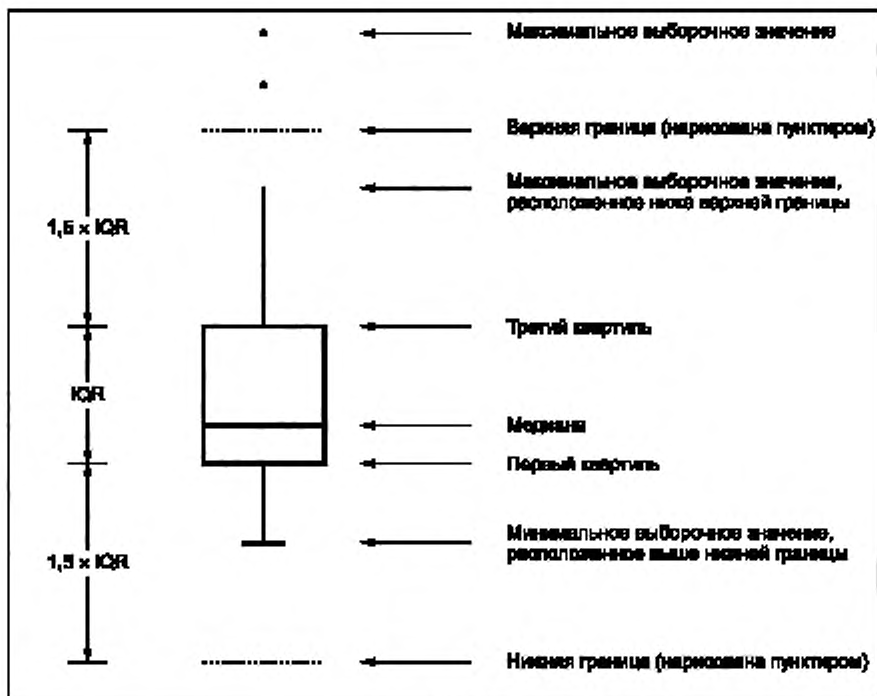 Максимальное выборочное значение
Верхняя граница (нарисована пунктиром)
Максимальное выборочное значение,
расположенное ниже верхней границы
1,5 × IQR
Третий квартиль
IQR
Медиана
Первый квартиль
Минимальное выборочное значение,
расположенное выше нижней границы
1,5 × IQR
Нижняя граница (нарисована пунктиром)